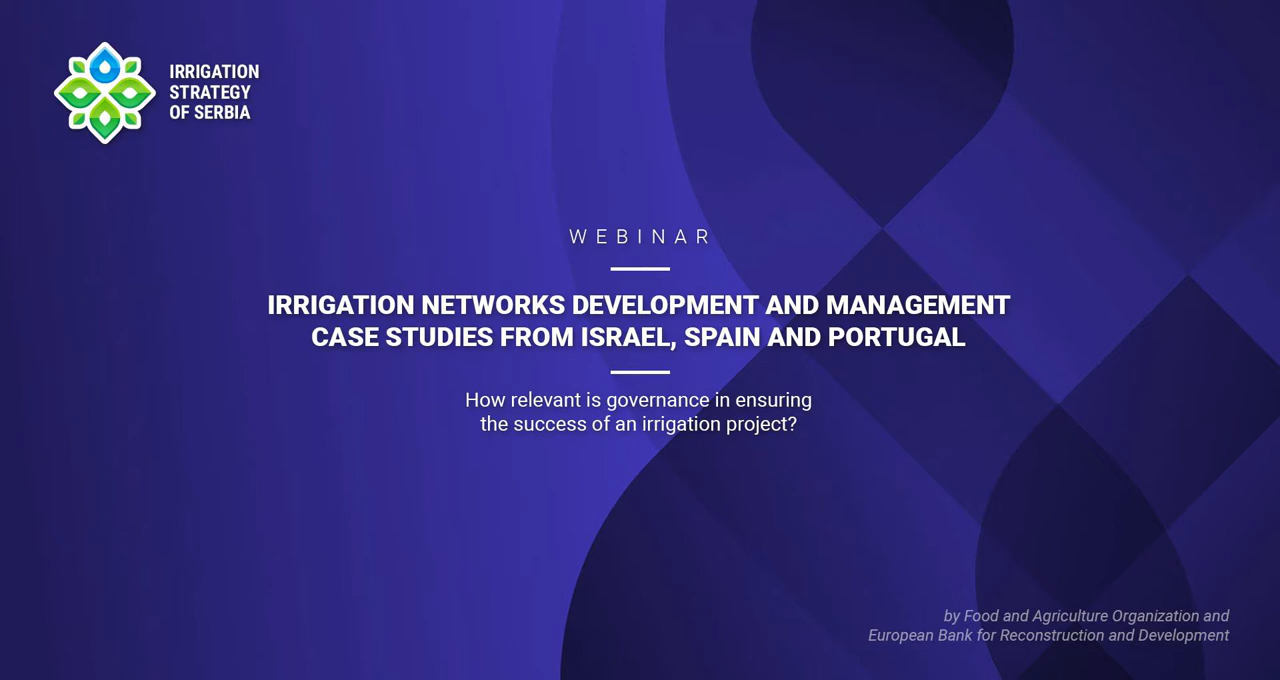 IRRIGATION
STRATEGY
OF SERBIA
WEBINAR
IRRIGATION NETWORKS DEVELOPMENT AND MANAGEMENT
CASE STUDIES FROM ISRAEL, SPAIN AND PORTUGAL
How relevant is governance in ensuring
the success of an irrigation project?
by Food and Agriculture Organization and
European Bank for Reconstruction and Development